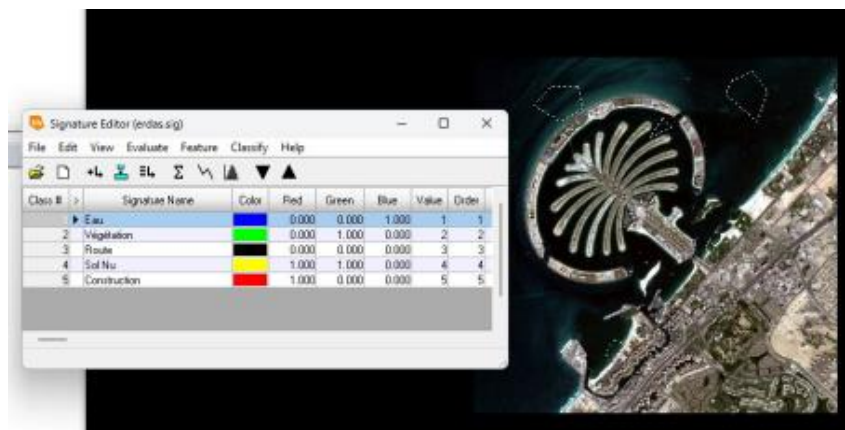 Signature Editor (erdas.sig)
File Edit View Evaluate Feature Classify Help
Class # > Signature Name Color Red Green Blue Value Order
1 Eau 0.000 0.000 1.000 1 1
2 Végétation 0.000 1.000 0.000 2 2
3 Route 0.000 0.000 0.000 3 3
4 Sol Nu 1.000 1.000 0.000 4 4
5 Construction 1.000 0.000 0.000 5 5